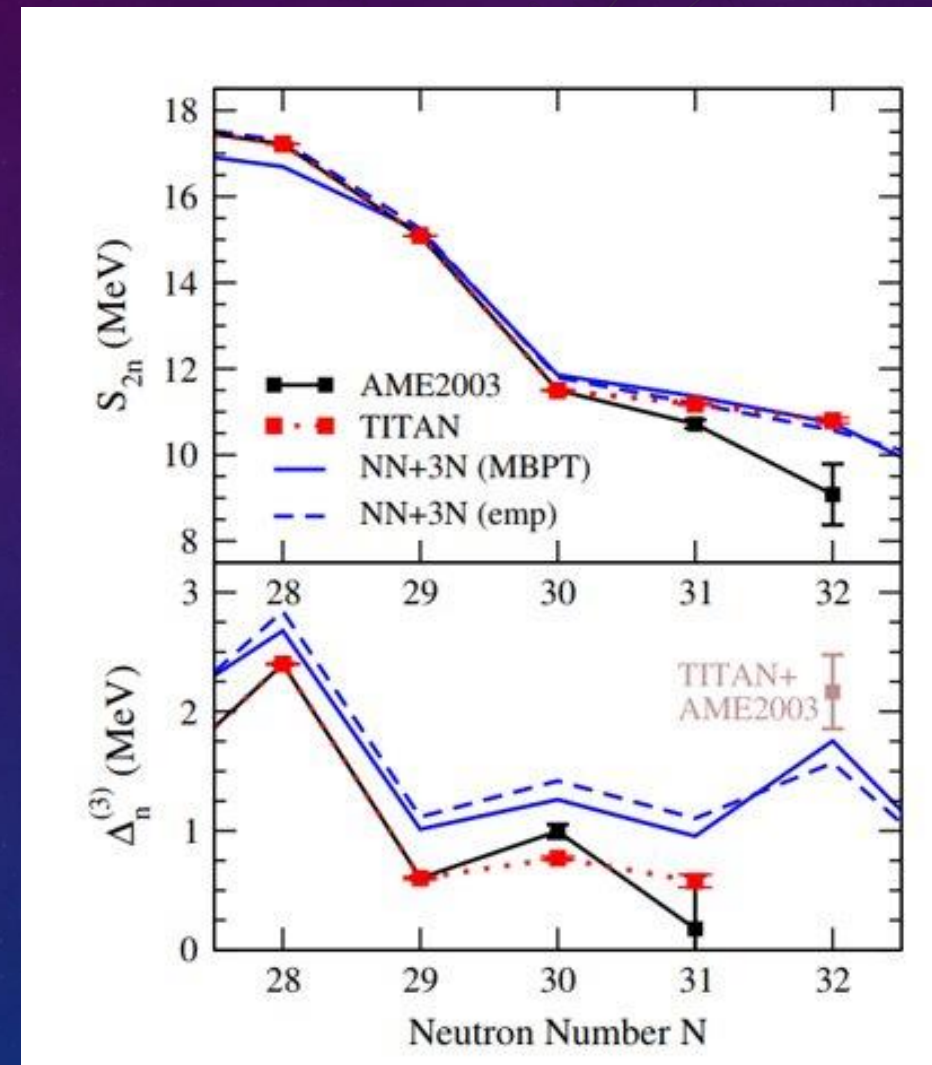 18
16
14
12
10
8
S2n (MeV)
AME2003
TITAN
NN+3N (MBPT)
NN+3N (emp)
28 29 30 31 32
3
2
1
0
Δn(3) (MeV)
TITAN+
AME2003
28 29 30 31 32
Neutron Number N